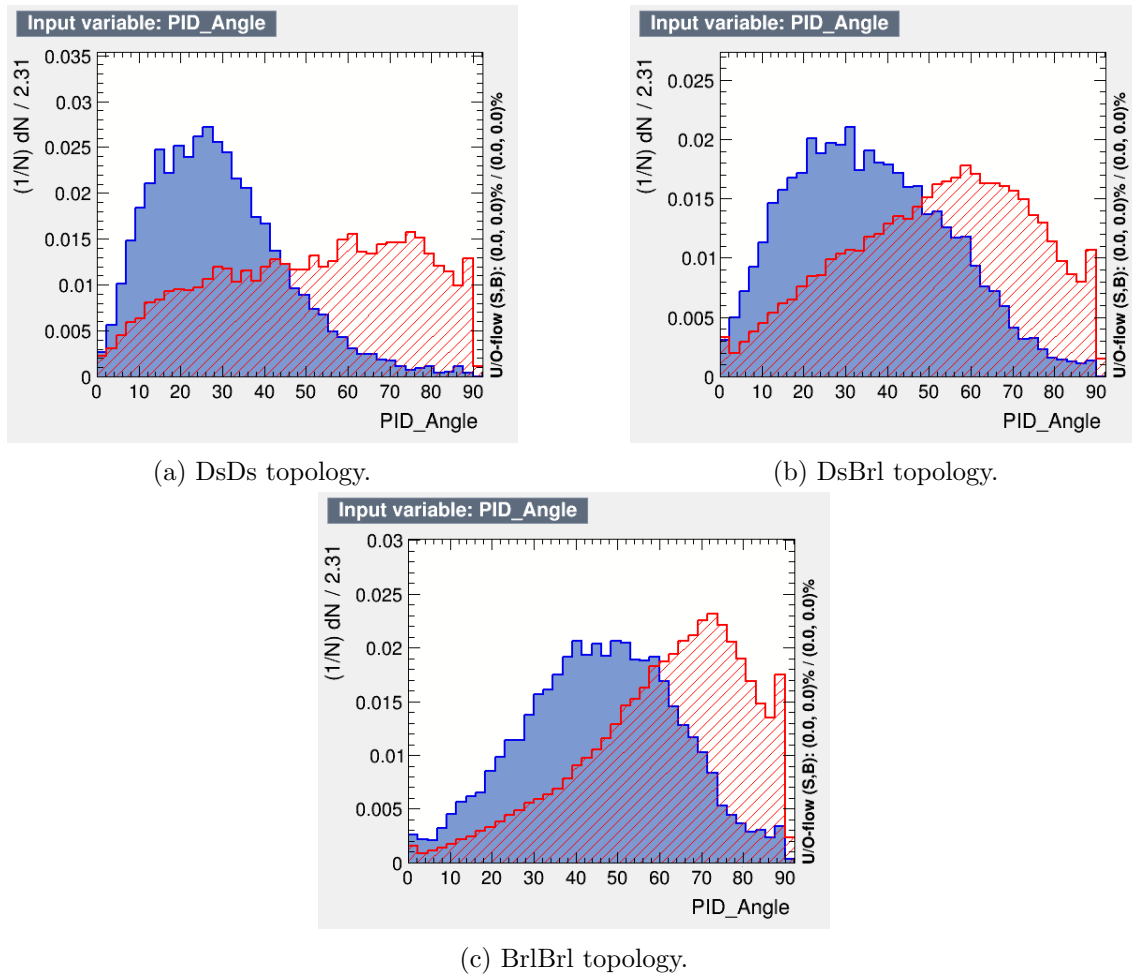 Input variable: PID_Angle
(1/N) dN / 2.31
0.035
0.03
0.025
0.02
0.015
0.01
0.005
0
0 10 20 30 40 50 60 70 80 90
PID_Angle
U/O-flow (S,B): (0.0, 0.0)% / (0.0, 0.0)%
(a) DsDs topology.
Input variable: PID_Angle
(1/N) dN / 2.31
0.025
0.02
0.015
0.01
0.005
0
0 10 20 30 40 50 60 70 80 90
PID_Angle
U/O-flow (S,B): (0.0, 0.0)% / (0.0, 0.0)%
(b) DsBrl topology.
Input variable: PID_Angle
(1/N) dN / 2.31
0.03
0.025
0.02
0.015
0.01
0.005
0
0 10 20 30 40 50 60 70 80 90
PID_Angle
U/O-flow (S,B): (0.0, 0.0)% / (0.0, 0.0)%
(c) BrlBrl topology.